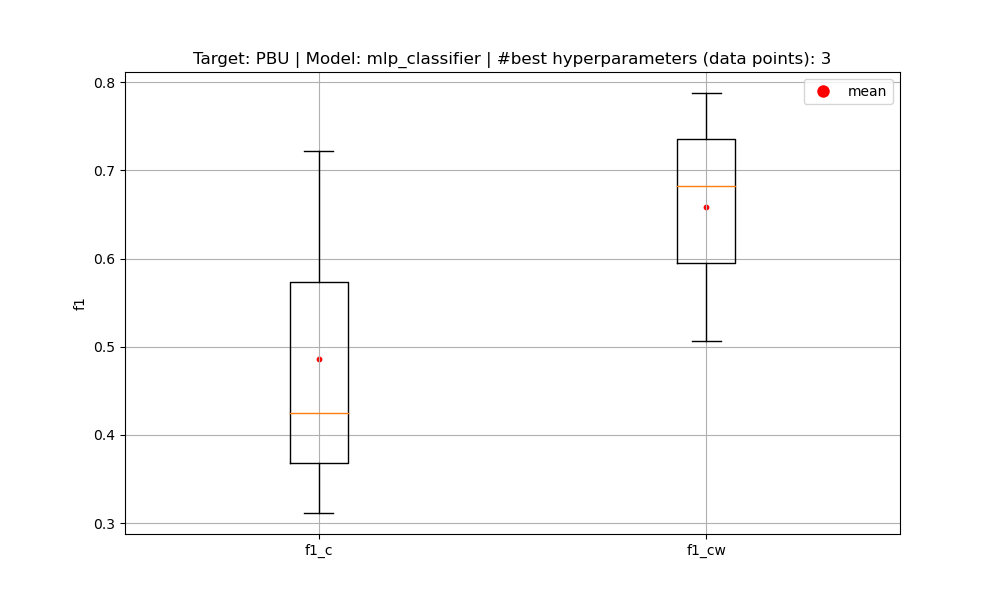 Target: PBU | Model: mlp_classifier | #best hyperparameters (data points): 3
mean
0.8
0.7
0.6
0.5
0.4
0.3
f1
f1_c
f1_cw